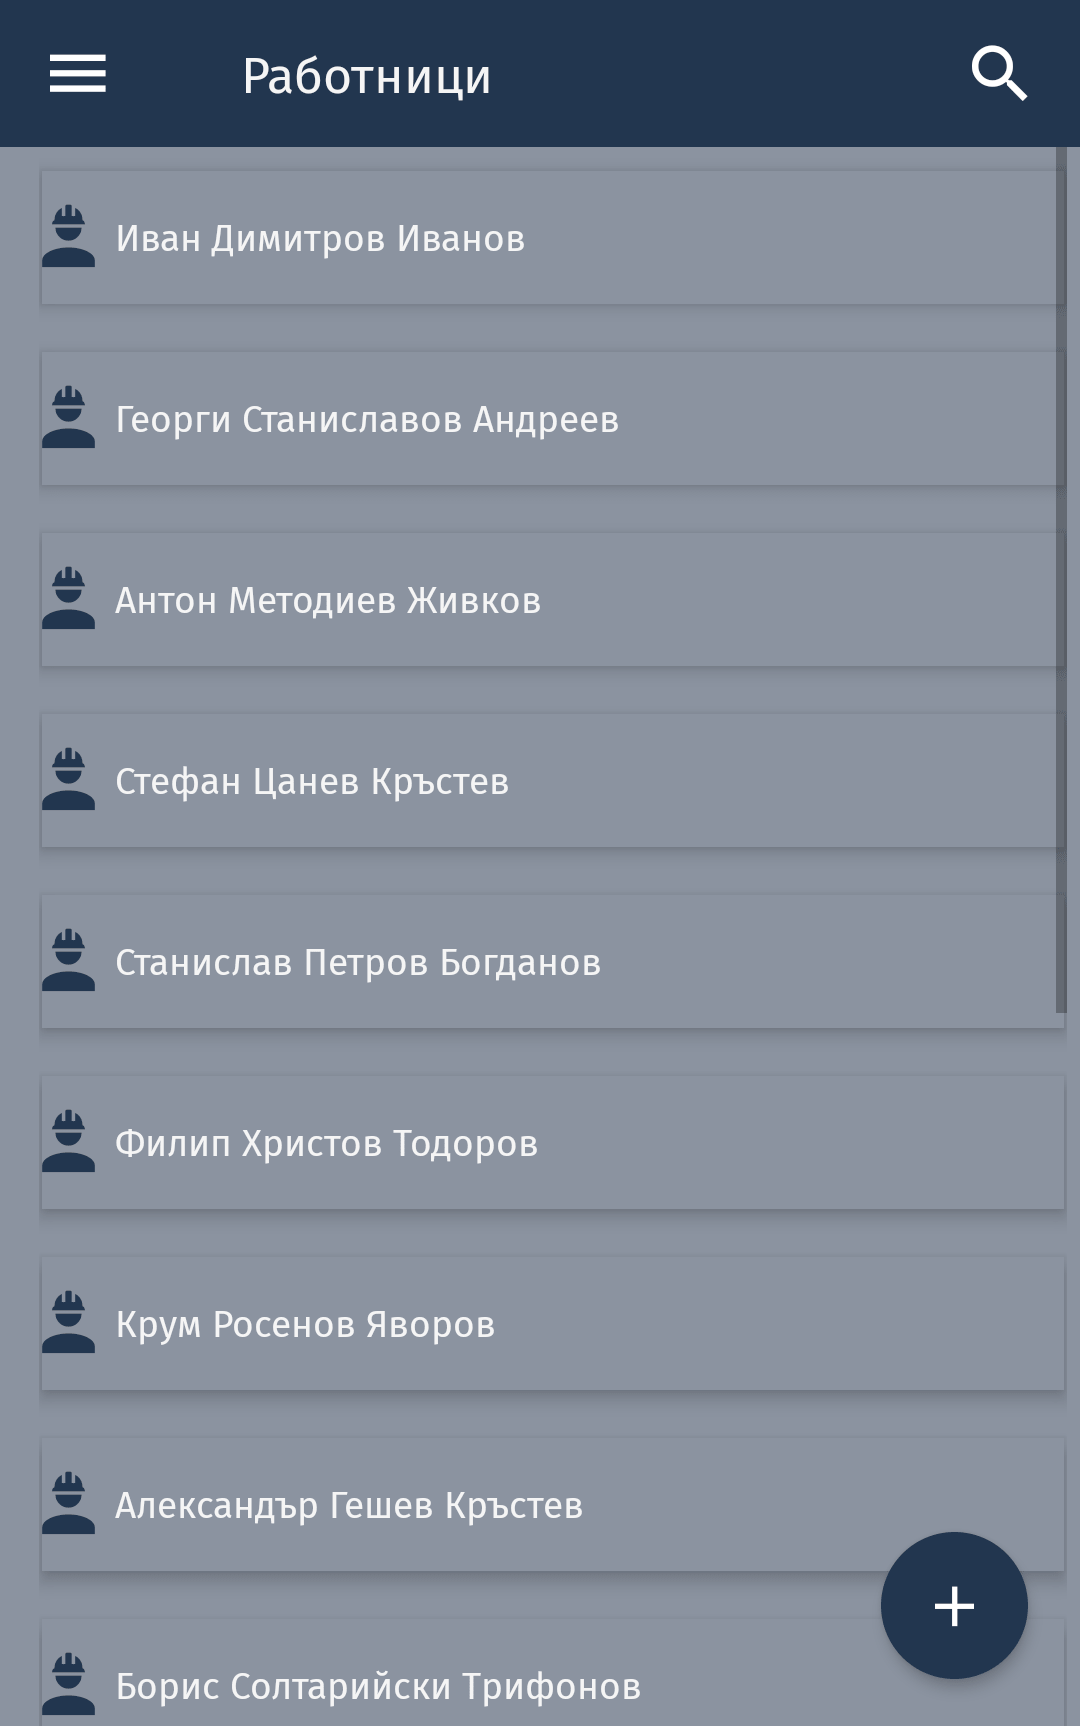 Работници
Иван Димитров Иванов
Георги Станиславов Андреев
Антон Методиев Живков
Стефан Цанев Кръстев
Станислав Петров Богданов
Филип Христов Тодоров
Крум Росенов Яворов
Александър Гешев Кръстев
Борис Солтарийски Трифонов